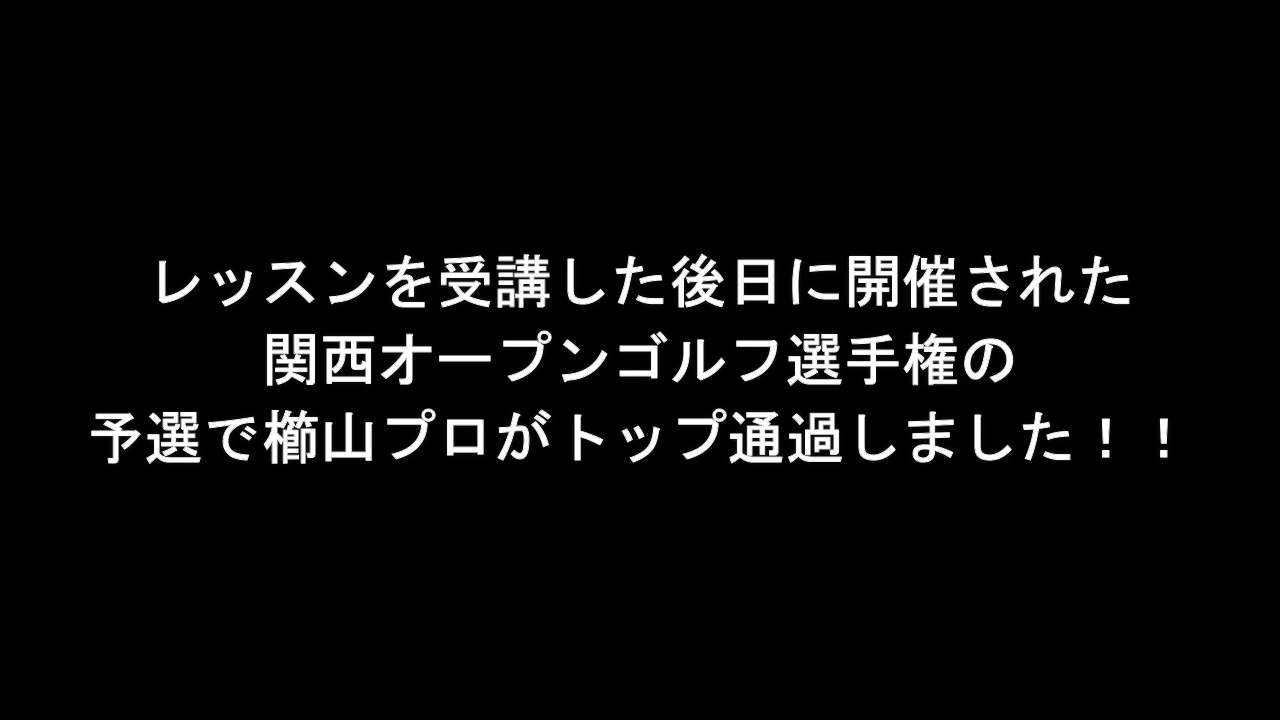 レッスンを受講した後日に開催された
関西オープンゴルフ選手権の
予選で櫛山プロがトップ通過しました！！